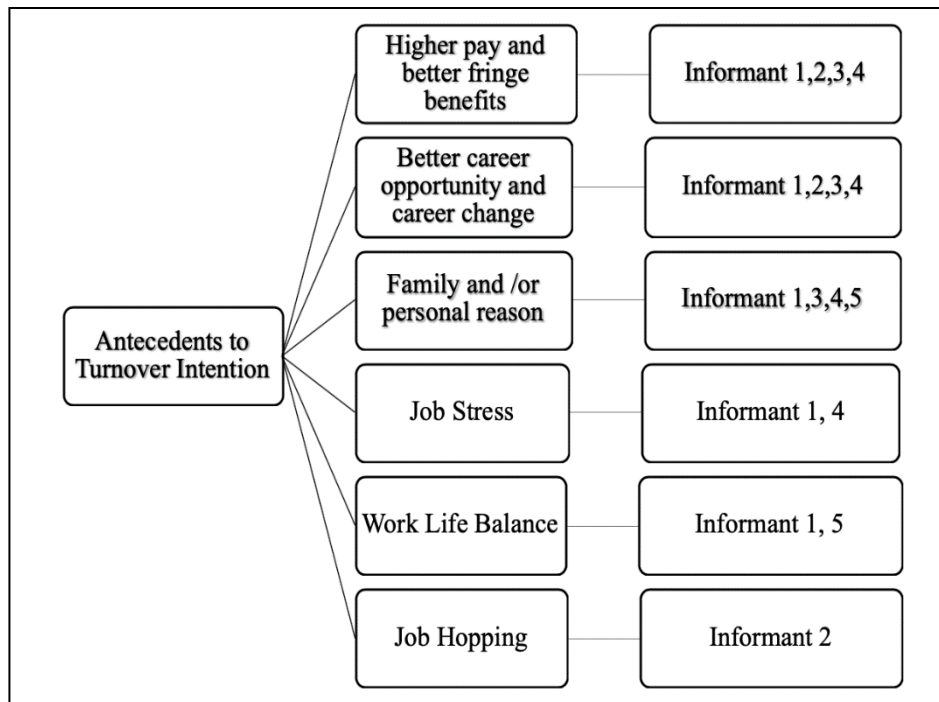 Higher pay and
better fringe
benefits
Informant 1,2,3,4
Better career
opportunity and
career change
Informant 1,2,3,4
Family and /or
personal reason
Informant 1,3,4,5
Antecedents to
Turnover Intention
Job Stress
Informant 1, 4
Work Life Balance
Informant 1, 5
Job Hopping
Informant 2